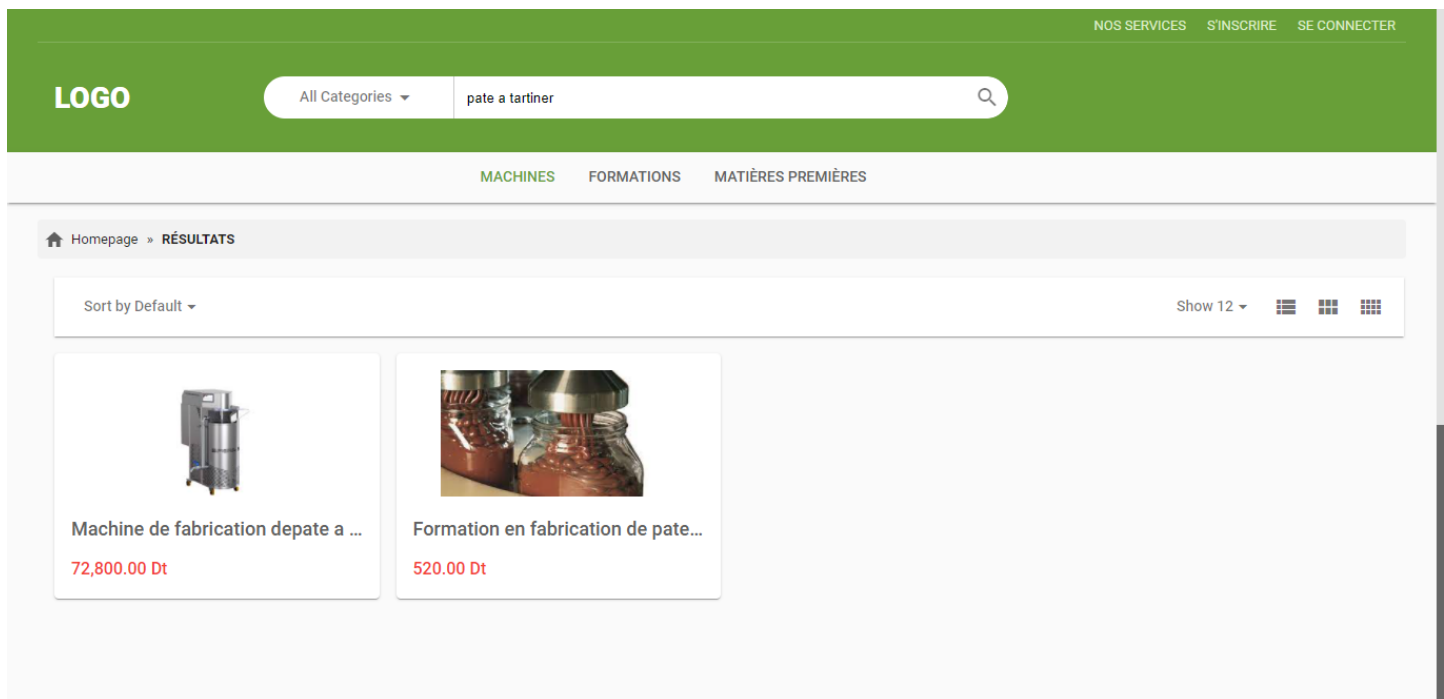 NOS SERVICES S'INSCRIRE SE CONNECTER
LOGO All Categories pate a tartiner
MACHINES FORMATIONS MATIÈRES PREMIÈRES
Homepage » RÉSULTATS
Sort by Default Show 12
Machine de fabrication depate a ...
72,800.00 Dt
Formation en fabrication de pate...
520.00 Dt